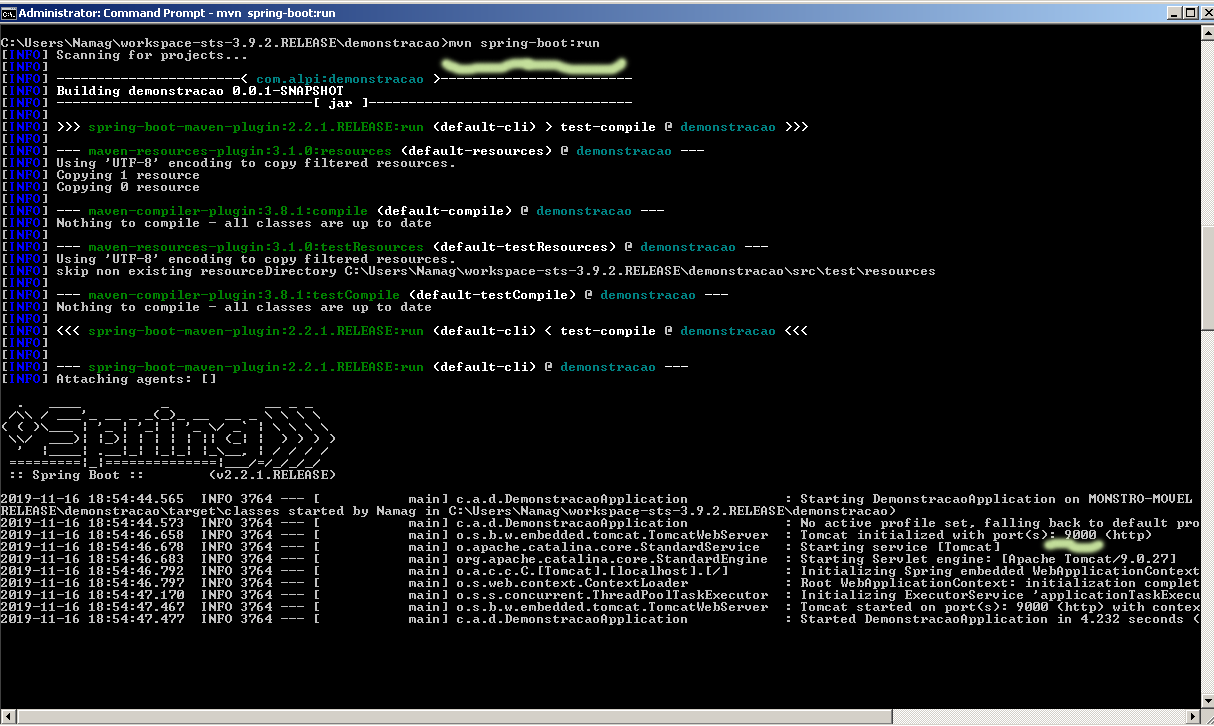 Administrator: Command Prompt - mvn  spring-boot:run
C:\Users\Namag\workspace-sts-3.9.2.RELEASE\demonstracao>mvn spring-boot:run
[INFO] Scanning for projects...
[INFO]
[INFO] -----------------------< com.alpi:demonstracao >------------------------
[INFO] Building demonstracao 0.0.1-SNAPSHOT
[INFO] --------------------------------[ jar ]---------------------------------
[INFO]
[INFO] >>> spring-boot-maven-plugin:2.2.1.RELEASE:run (default-cli) > test-compile @ demonstracao >>>
[INFO]
[INFO] --- maven-resources-plugin:3.1.0:resources (default-resources) @ demonstracao ---
[INFO] Using 'UTF-8' encoding to copy filtered resources.
[INFO] Copying 1 resource
[INFO] Copying 0 resource
[INFO]
[INFO] --- maven-compiler-plugin:3.8.1:compile (default-compile) @ demonstracao ---
[INFO] Nothing to compile - all classes are up to date
[INFO]
[INFO] --- maven-resources-plugin:3.1.0:testResources (default-testResources) @ demonstracao ---
[INFO] Using 'UTF-8' encoding to copy filtered resources.
[INFO] skip non existing resourceDirectory C:\Users\Namag\workspace-sts-3.9.2.RELEASE\demonstracao\src\test\resources
[INFO]
[INFO] --- maven-compiler-plugin:3.8.1:testCompile (default-testCompile) @ demonstracao ---
[INFO] Nothing to compile - all classes are up to date
[INFO]
[INFO] <<< spring-boot-maven-plugin:2.2.1.RELEASE:run (default-cli) < test-compile @ demonstracao <<<
[INFO]
[INFO]
[INFO] --- spring-boot-maven-plugin:2.2.1.RELEASE:run (default-cli) @ demonstracao ---
[INFO] Attaching agents: []
Spring
:: Spring Boot ::        (v2.2.1.RELEASE)
2019-11-16 18:54:44.565  INFO 3764 --- [           main] c.a.d.DemonstracaoApplication            : Starting DemonstracaoApplication on MONSTRO-MOVEL
RELEASE\demonstracao\target\classes started by Namag in C:\Users\Namag\workspace-sts-3.9.2.RELEASE\demonstracao)
2019-11-16 18:54:44.573  INFO 3764 --- [           main] c.a.d.DemonstracaoApplication            : No active profile set, falling back to default pro
2019-11-16 18:54:46.658  INFO 3764 --- [           main] o.s.b.w.embedded.tomcat.TomcatWebServer  : Tomcat initialized with port(s): 9000 (http)
2019-11-16 18:54:46.678  INFO 3764 --- [           main] o.apache.catalina.core.StandardService   : Starting service [Tomcat]
2019-11-16 18:54:46.683  INFO 3764 --- [           main] org.apache.catalina.core.StandardEngine  : Starting Servlet engine: [Apache Tomcat/9.0.27]
2019-11-16 18:54:46.792  INFO 3764 --- [           main] o.a.c.c.C.[Tomcat].[localhost].[/]       : Initializing Spring embedded WebApplicationContext
2019-11-16 18:54:46.797  INFO 3764 --- [           main] o.s.web.context.ContextLoader            : Root WebApplicationContext: initialization complet
2019-11-16 18:54:47.170  INFO 3764 --- [           main] o.s.s.concurrent.ThreadPoolTaskExecutor  : Initializing ExecutorService 'applicationTaskExecu
2019-11-16 18:54:47.467  INFO 3764 --- [           main] o.s.b.w.embedded.tomcat.TomcatWebServer  : Tomcat started on port(s): 9000 (http) with contex
2019-11-16 18:54:47.477  INFO 3764 --- [           main] c.a.d.DemonstracaoApplication            : Started DemonstracaoApplication in 4.232 seconds (